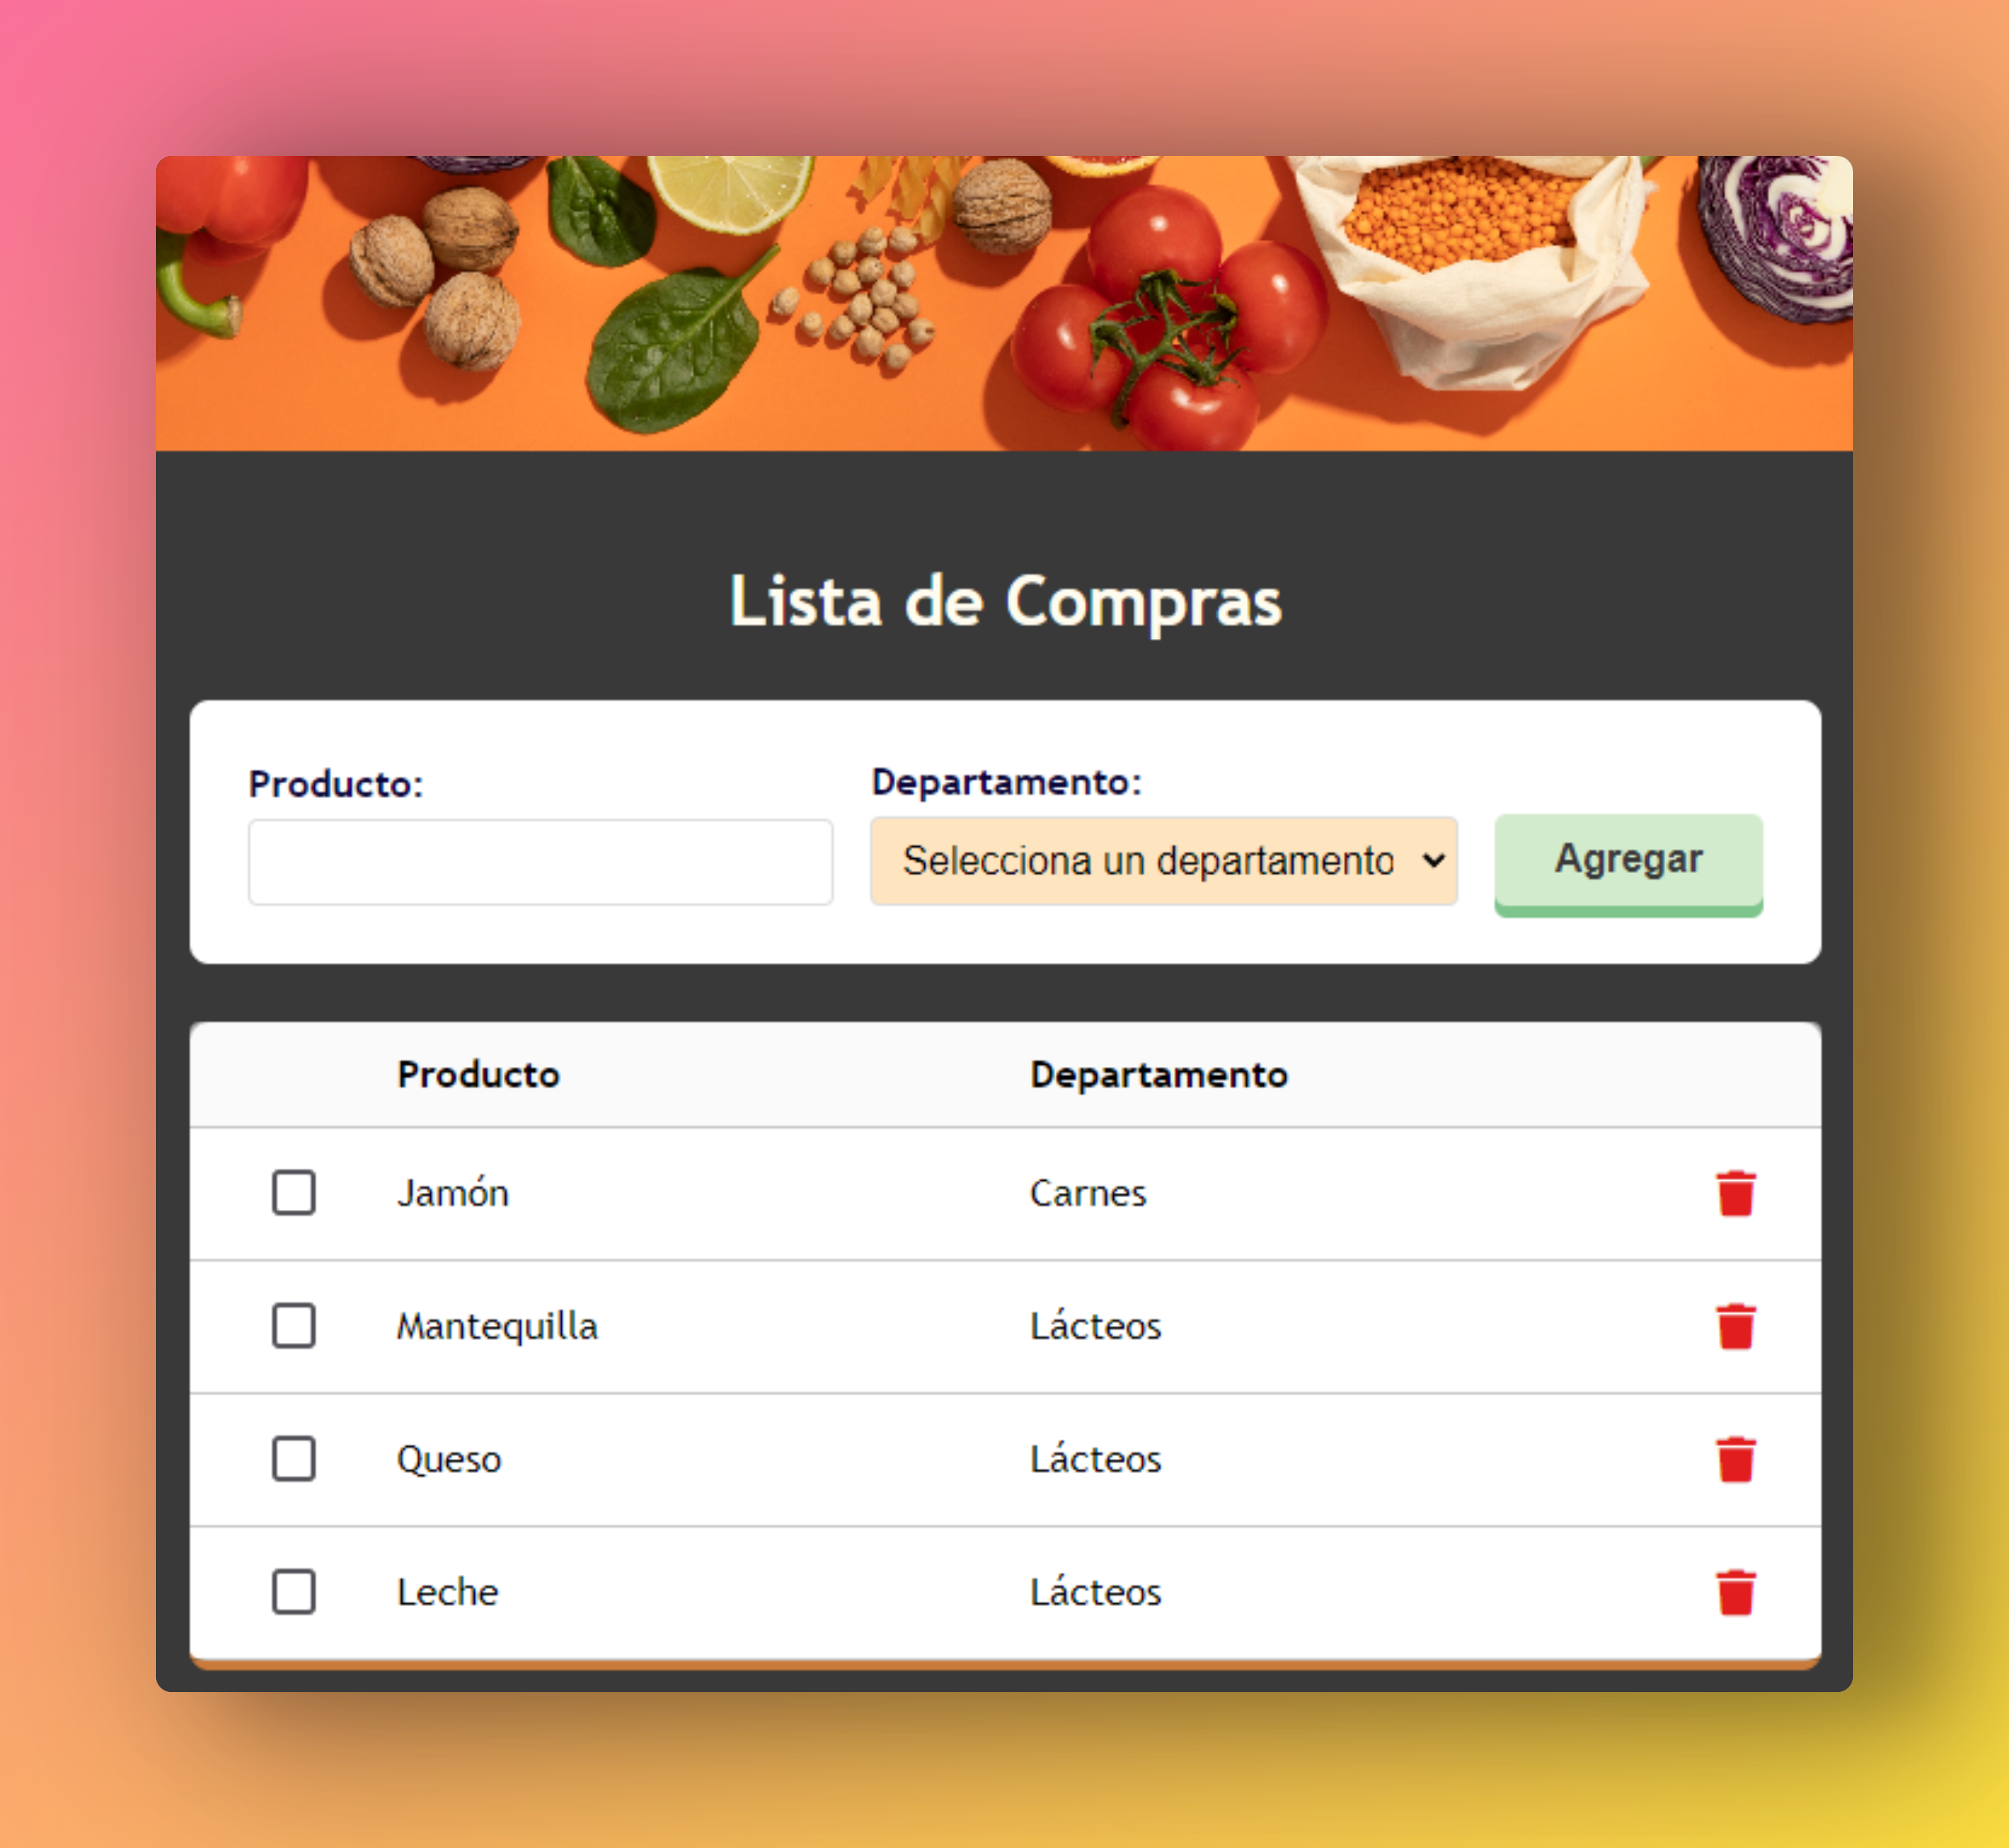 Lista de Compras
Producto: Departamento:
Selecciona un departamento Agregar
Producto Departamento
Jamón Carnes
Mantequilla Lácteos
Queso Lácteos
Leche Lácteos